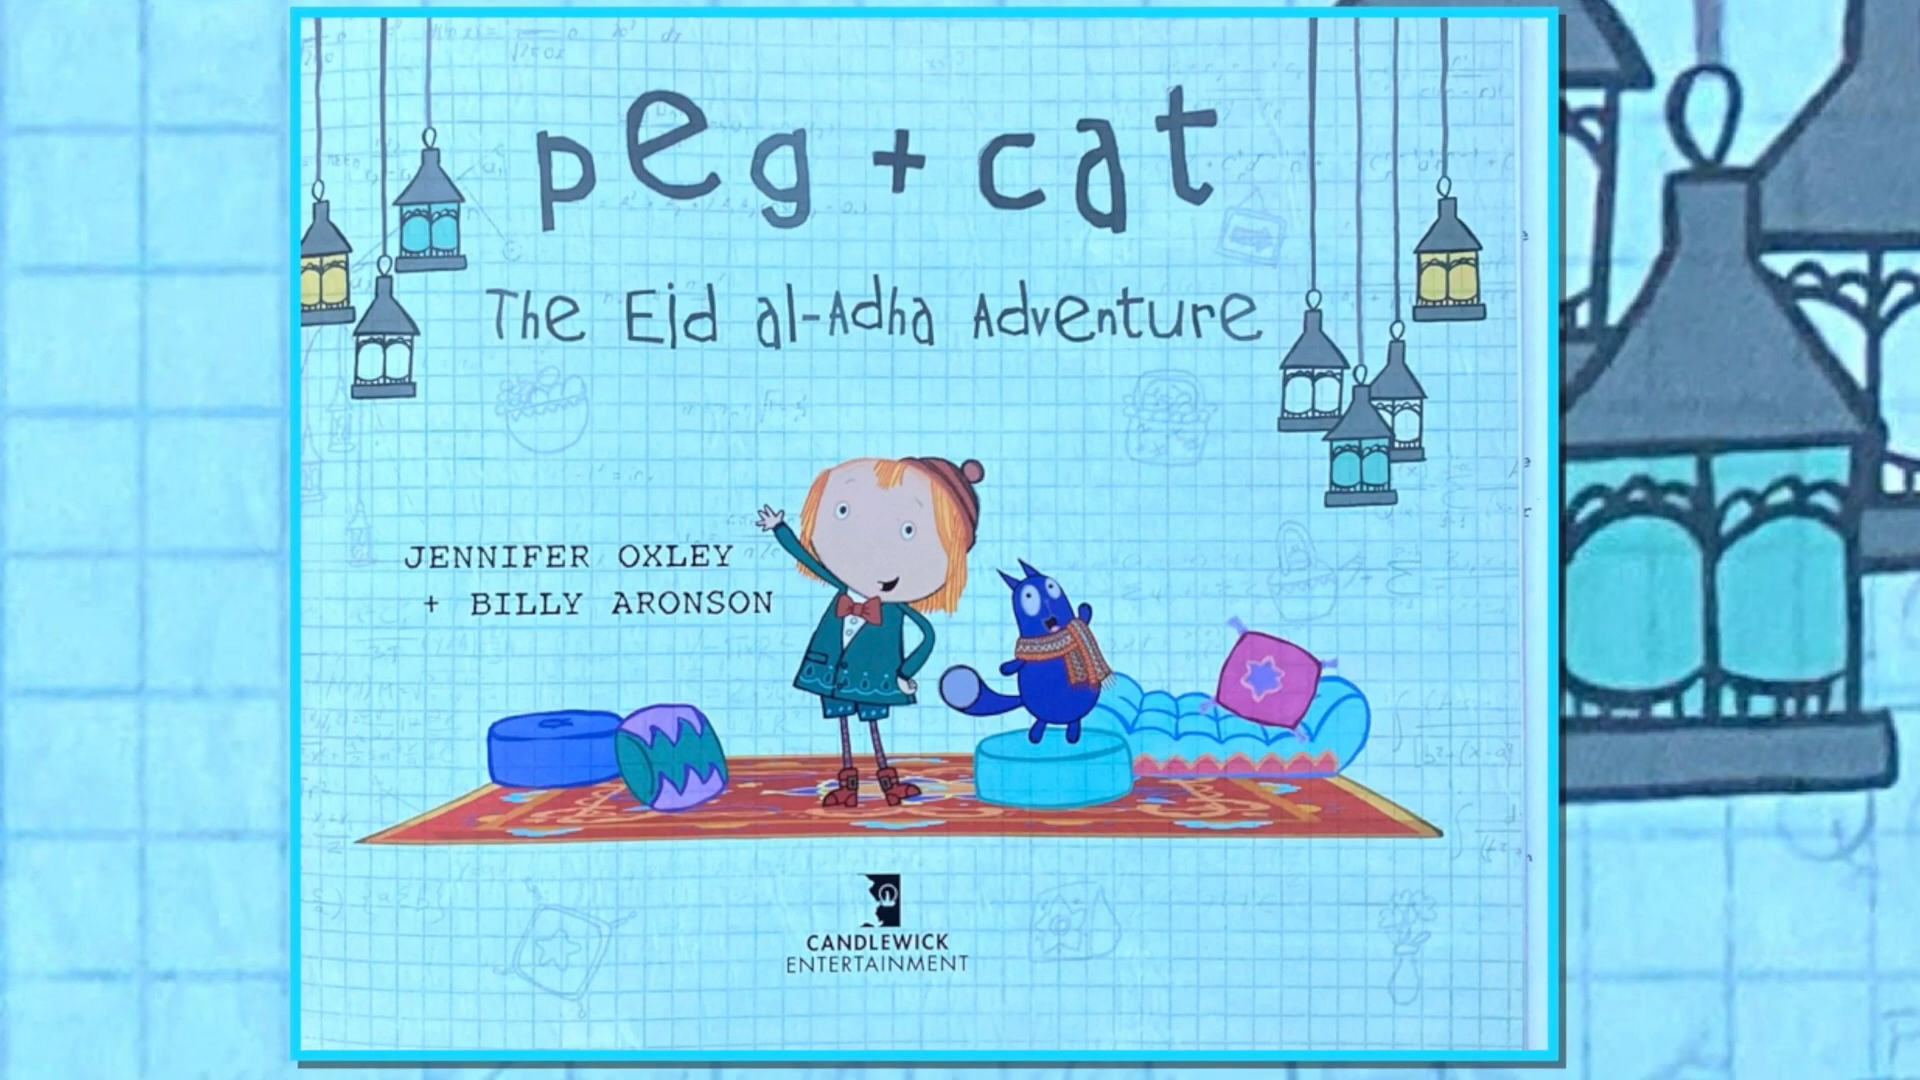 peg + cat
The Eid al-Adha Adventure
JENNIFER OXLEY
+ BILLY ARONSON
CANDLEWICK
ENTERTAINMENT